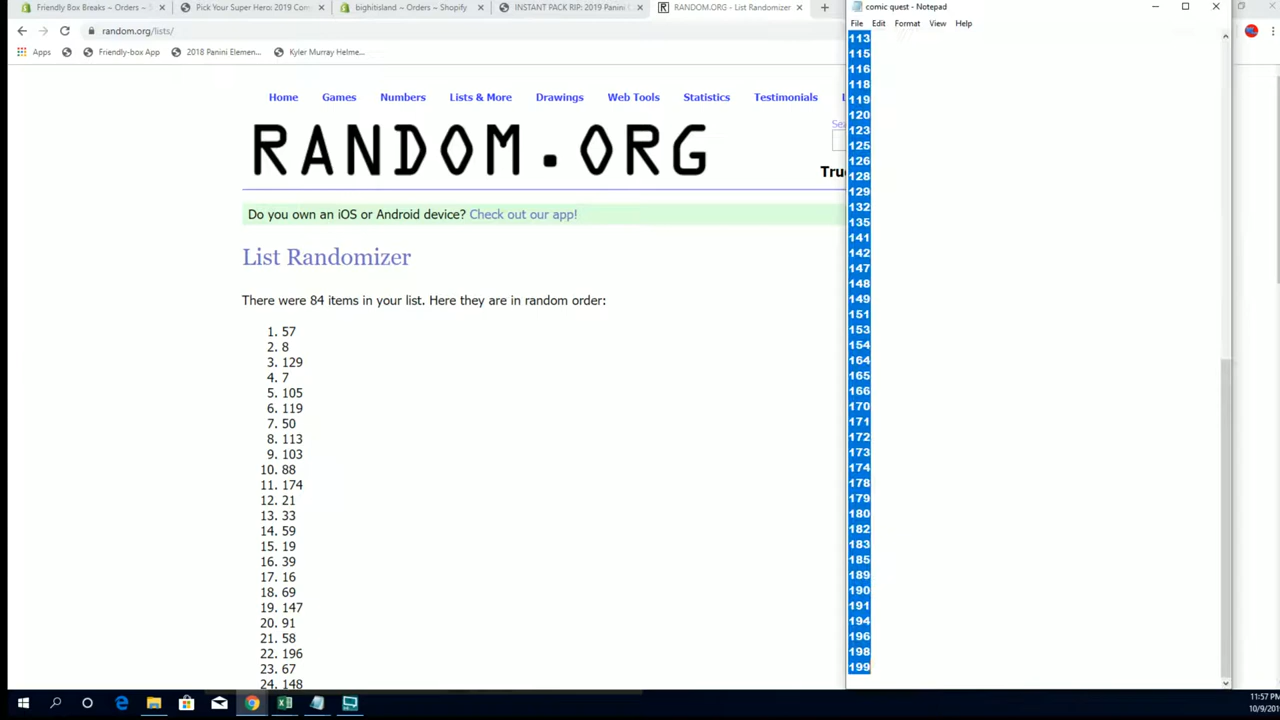 Friendly Box Breaks ~ Orders ~ S
Pick Your Super Hero: 2019 Com
bighitisland ~ Orders ~ Shopify
INSTANT PACK RIP: 2019 Panini C
RANDOM.ORG - List Randomizer
random.org/lists/
Apps
Friendly-box App
2018 Panini Elemen...
Kyler Murray Helme...
Home
Games
Numbers
Lists & More
Drawings
Web Tools
Statistics
Testimonials
RANDOM.ORG
Tru
Do you own an iOS or Android device? Check out our app!
List Randomizer
There were 84 items in your list. Here they are in random order:
1. 57
2. 8
3. 129
4. 7
5. 105
6. 119
7. 50
8. 113
9. 103
10. 88
11. 174
12. 21
13. 33
14. 59
15. 19
16. 39
17. 16
18. 69
19. 147
20. 91
21. 58
22. 196
23. 67
24. 148
comic quest - Notepad
File Edit Format View Help
113
115
116
118
119
120
123
125
126
128
129
132
135
141
142
147
148
149
151
153
154
164
165
166
170
171
172
173
174
178
179
180
182
183
185
189
190
191
194
196
198
199
11:57 PM
10/9/201